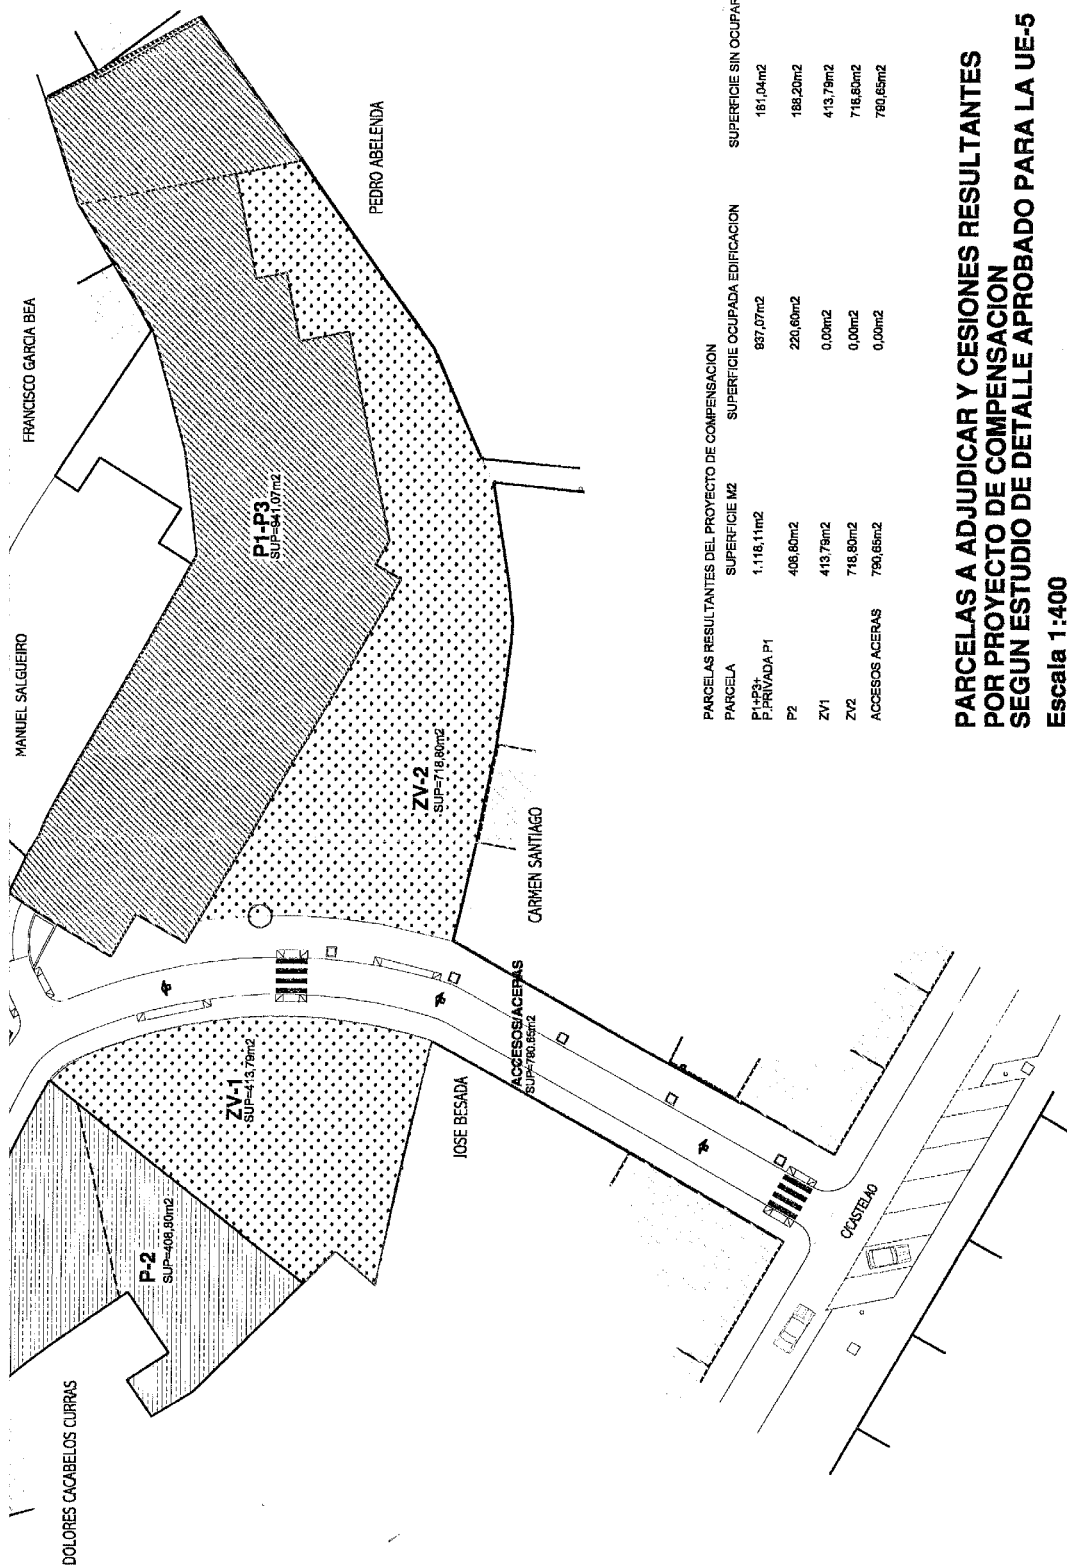 DOLORES CACABELOS CURRAS
MANUEL SALGUEIRO
FRANCISCO GARCIA BEA
PEDRO ABELENDA
P-2
SUP=408,80m2
ZV-1
SUP=413,79m2
P1-P3
SUP=941,07m2
ZV-2
SUP=718,80m2
JOSE BESADA
ACCESOS/ACERAS
SUP=790.65m2
CARMEN SANTIAGO
C/CASTELAO
PARCELAS RESULTANTES DEL PROYECTO DE COMPENSACION
PARCELA SUPERFICIE M2 SUPERFICIE OCUPADA EDIFICACION SUPERFICIE SIN OCUPAR
P1+P3+
P.PRIVADA P1 1.118,11m2 937,07m2 181,04m2
P2 408,80m2 220,60m2 188,20m2
ZV1 413,79m2 0,00m2 413,79m2
ZV2 718,80m2 0,00m2 718,80m2
ACCESOS ACERAS 790,65m2 0,00m2 790,65m2
PARCELAS A ADJUDICAR Y CESIONES RESULTANTES
POR PROYECTO DE COMPENSACION
SEGUN ESTUDIO DE DETALLE APROBADO PARA LA UE-5
Escala 1:400